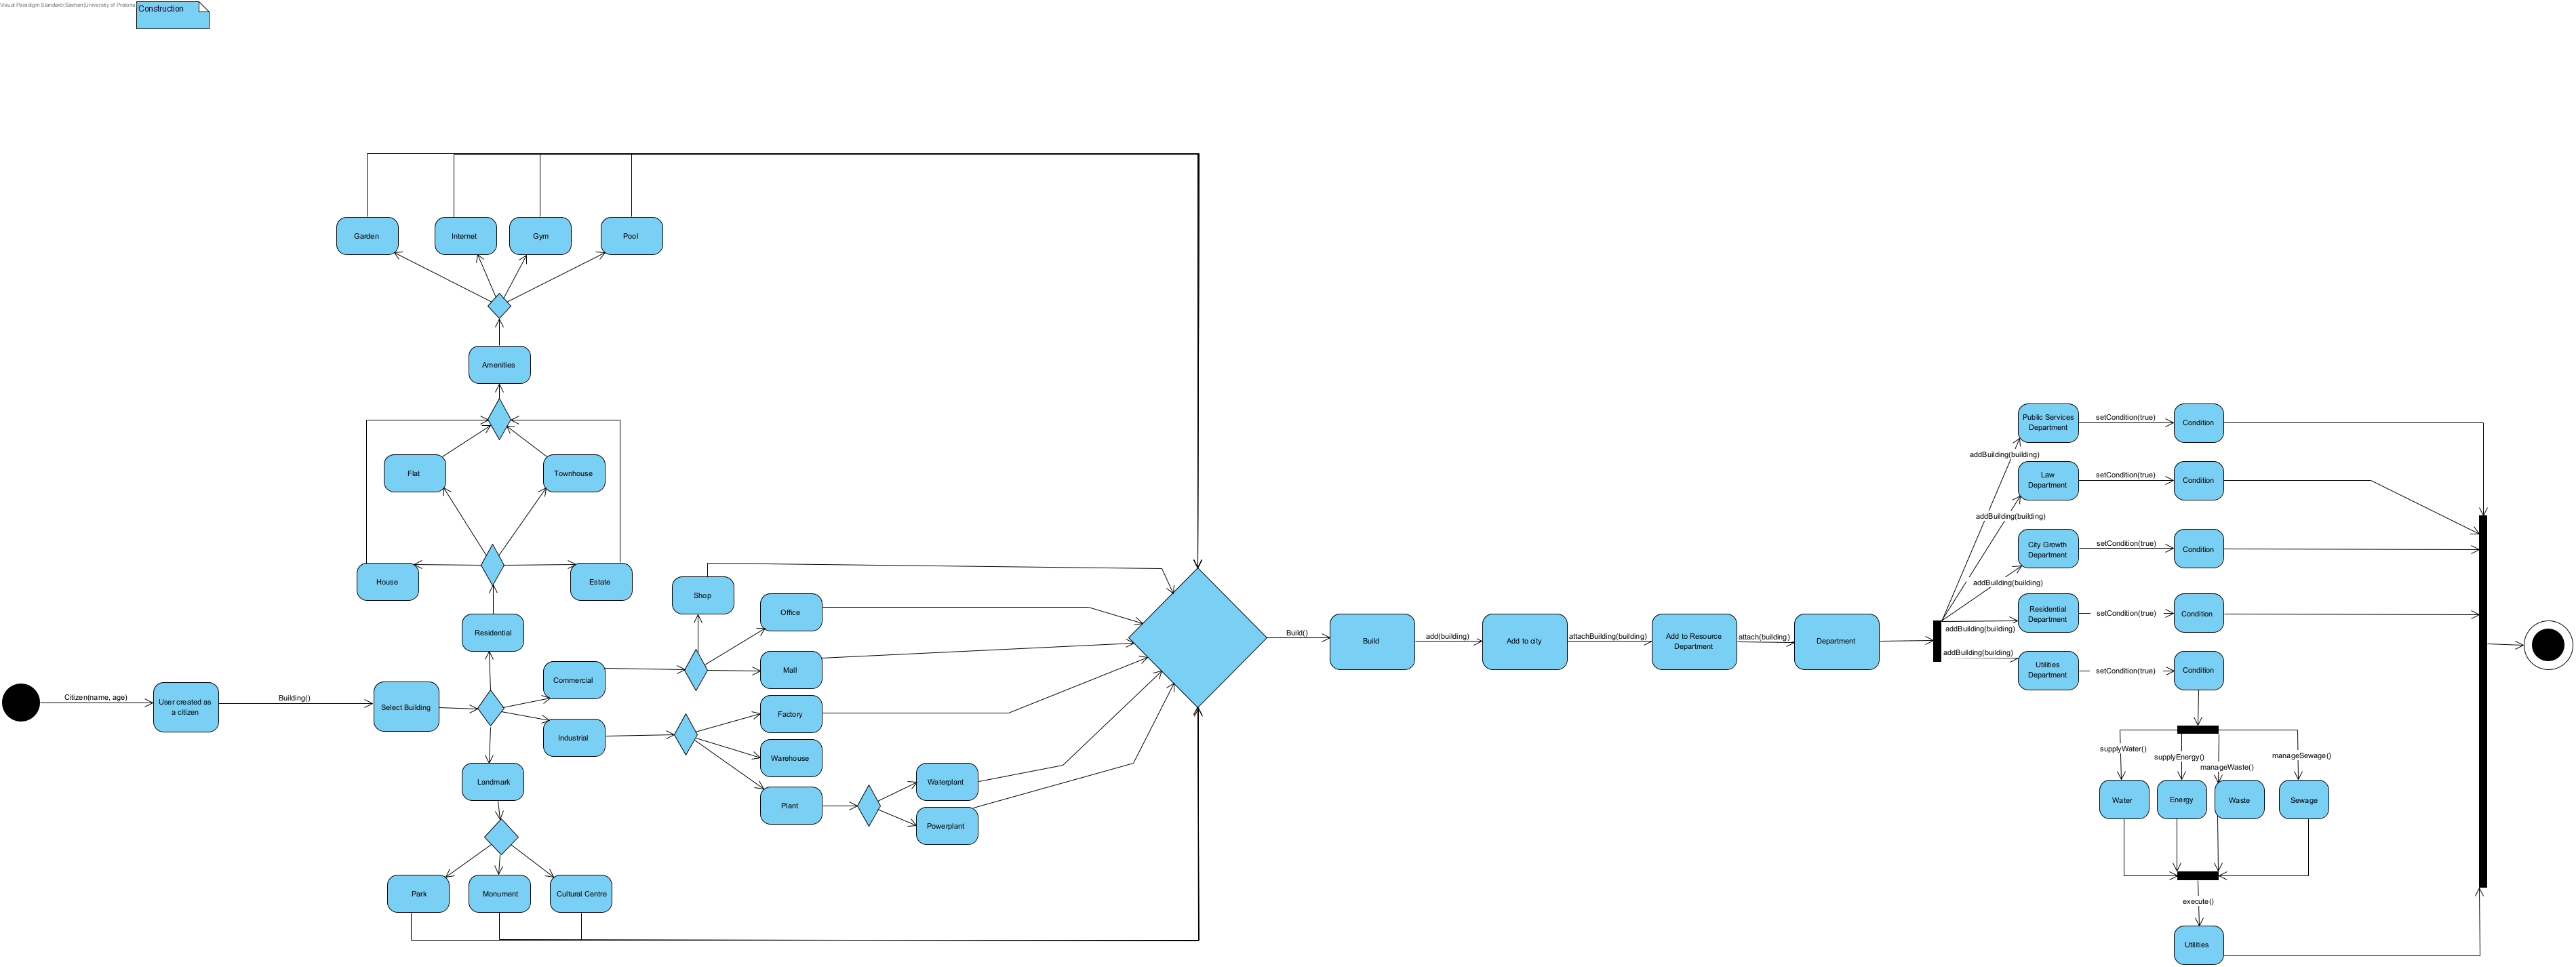 Visual Paradigm Standard(Sashen(University of Pretoria
Construction
Garden
Internet
Gym
Pool
Amenities
Flat
Townhouse
House
Estate
Residential
Citizen(name, age)
User created as
a citizen
Building()
Select Building
Commercial
Industrial
Landmark
Park
Monument
Cultural Centre
Shop
Office
Mall
Factory
Warehouse
Plant
Waterplant
Powerplant
Build()
Build
add(building)
Add to city
attachBuilding(building)
Add to Resource
Department
attach(building)
Department
addBuilding(building)
Public Services
Department
setCondition(true)
Condition
addBuilding(building)
Law
Department
setCondition(true)
Condition
addBuilding(building)
City Growth
Department
setCondition(true)
Condition
addBuilding(building)
Residential
Department
setCondition(true)
Condition
addBuilding(building)
Utilities
Department
setCondition(true)
Condition
supplyWater()
supplyEnergy()
manageWaste()
manageSewage()
Water
Energy
Waste
Sewage
execute()
Utilities